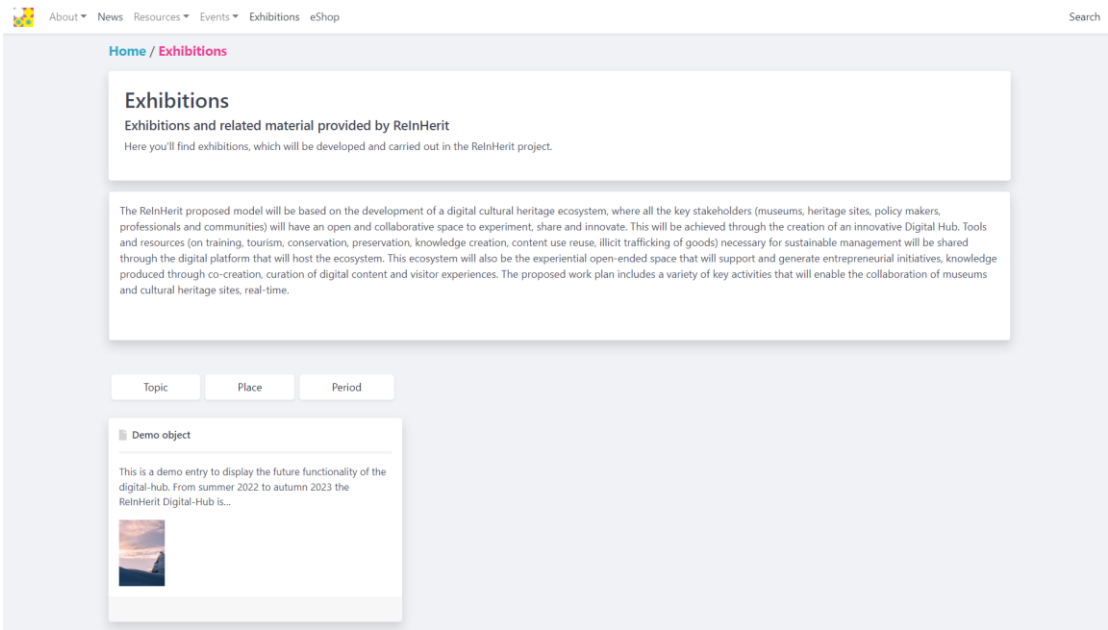 About News Resources Events Exhibitions eShop Search
Home / Exhibitions
Exhibitions
Exhibitions and related material provided by ReInHerit
Here you'll find exhibitions, which will be developed and carried out in the ReInHerit project.
The ReInHerit proposed model will be based on the development of a digital cultural heritage ecosystem, where all the key stakeholders (museums, heritage sites, policy makers,
professionals and communities) will have an open and collaborative space to experiment, share and innovate. This will be achieved through the creation of an innovative Digital Hub. Tools
and resources (on training, tourism, conservation, preservation, knowledge creation, content use reuse, illicit trafficking of goods) necessary for sustainable management will be shared
through the digital platform that will host the ecosystem. This ecosystem will also be the experiential open-ended space that will support and generate entrepreneurial initiatives, knowledge
produced through co-creation, curation of digital content and visitor experiences. The proposed work plan includes a variety of key activities that will enable the collaboration of museums
and cultural heritage sites, real-time.
Topic Place Period
Demo object
This is a demo entry to display the future functionality of the
digital-hub. From summer 2022 to autumn 2023 the
ReInHerit Digital-Hub is...